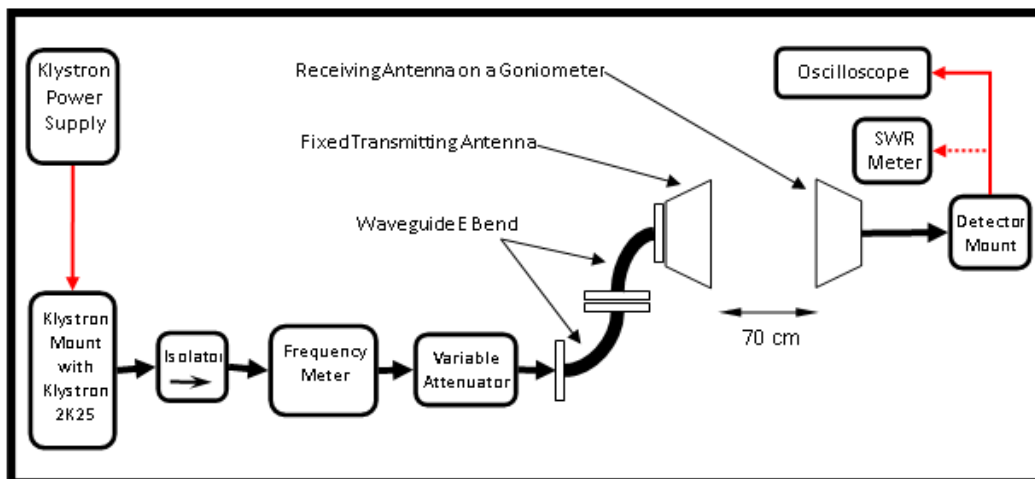 Klystron
Power
Supply
Receiving Antenna on a Goniometer
Oscilloscope
Fixed Transmitting Antenna
SWR
Meter
Waveguide E Bend
Detector
Mount
Klystron
Mount
with
Klystron
2K25
Isolator
Frequency
Meter
Variable
Attenuator
70 cm